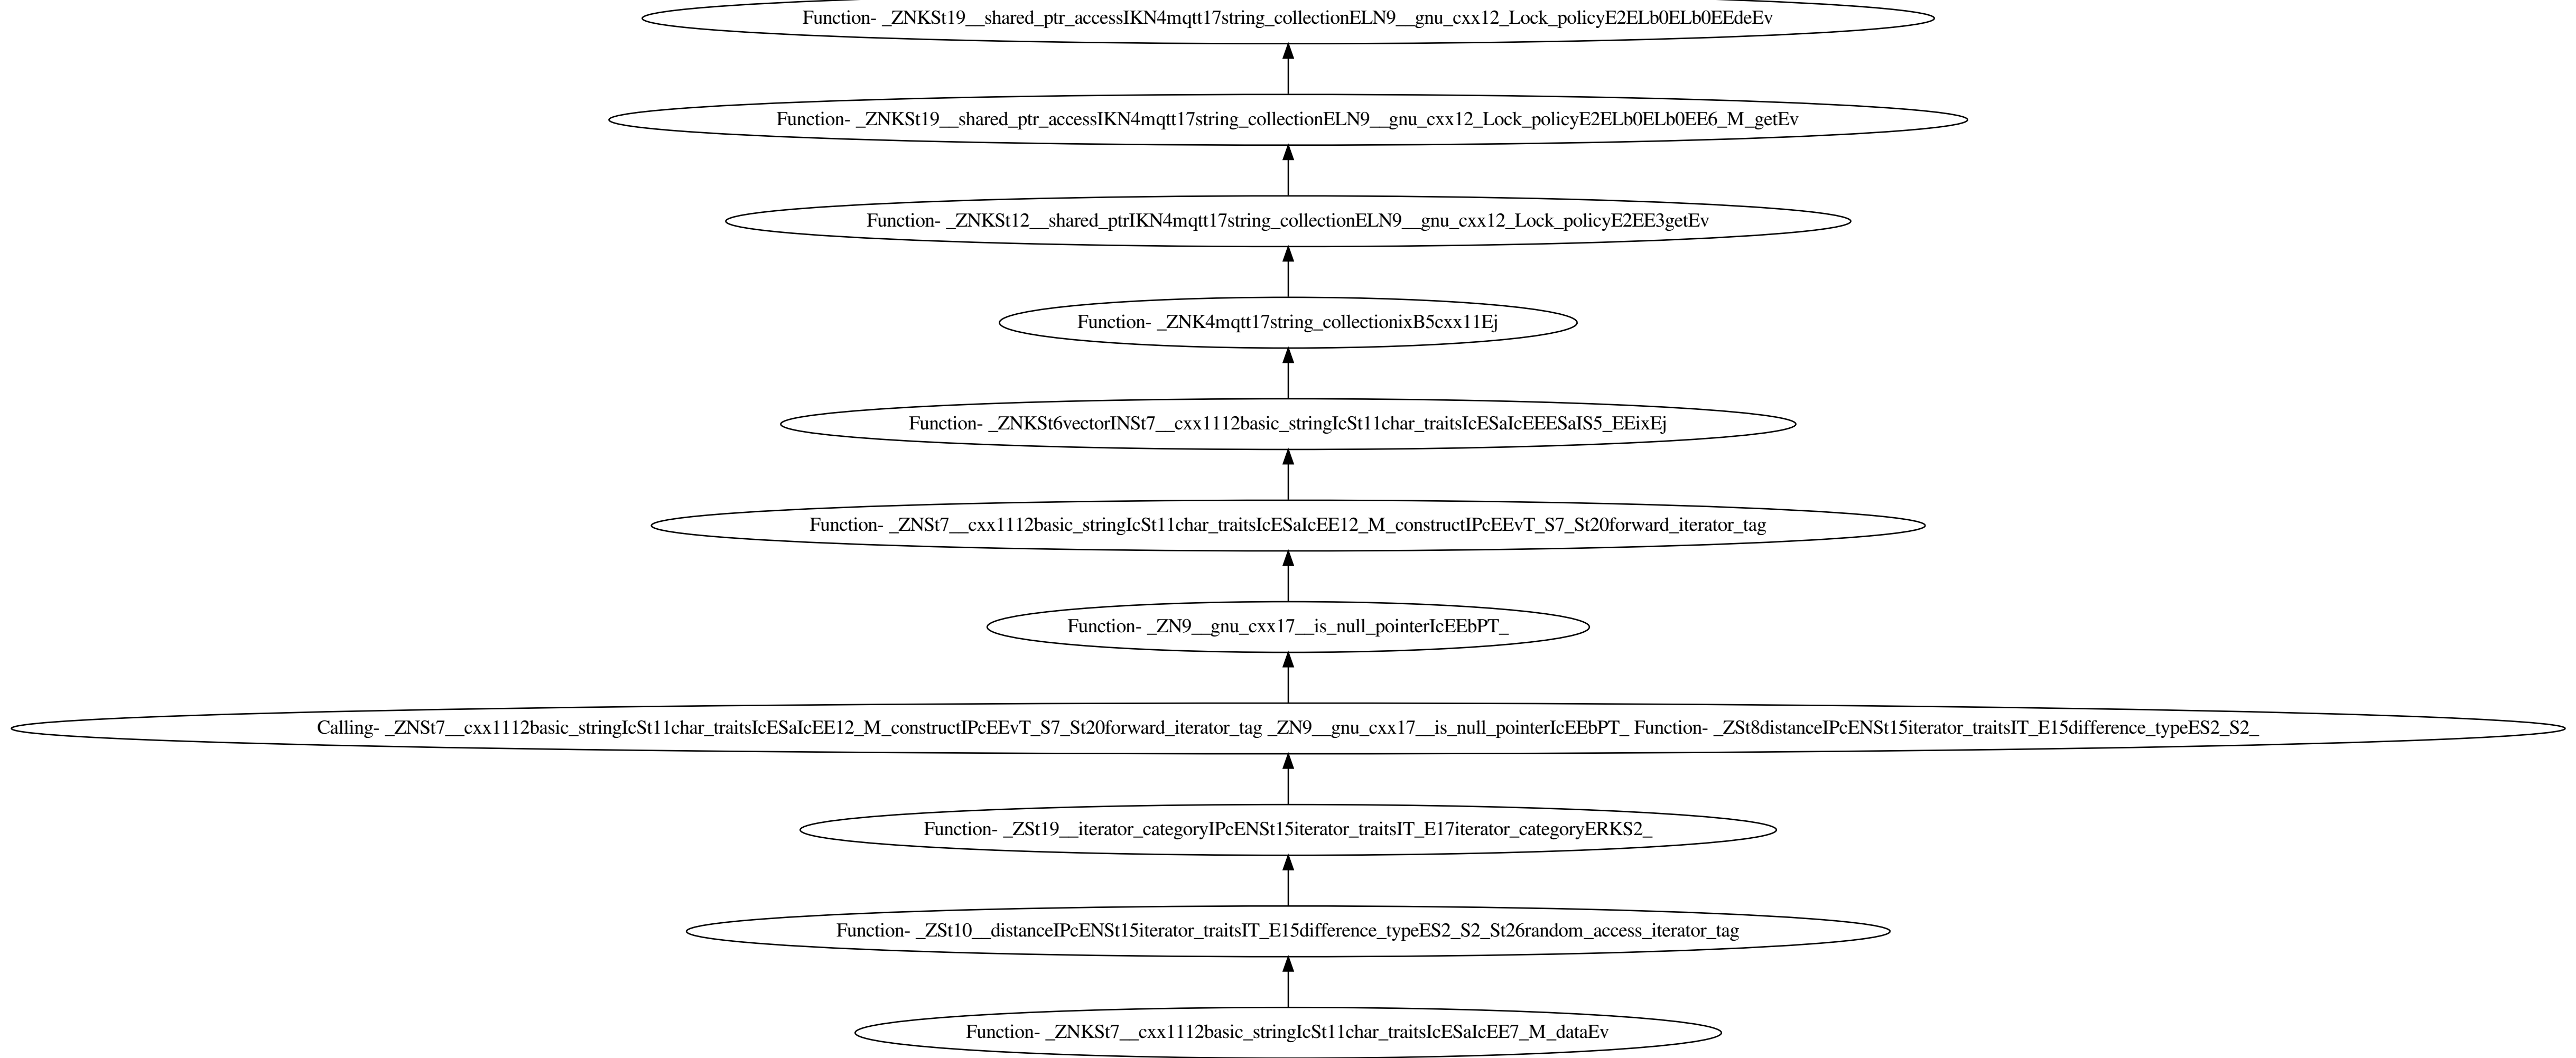 Function- _ZNKSt19__shared_ptr_accessIKN4mqtt17string_collectionELN9__gnu_cxx12_Lock_policyE2ELb0ELb0EEdeEv
Function- _ZNKSt19__shared_ptr_accessIKN4mqtt17string_collectionELN9__gnu_cxx12_Lock_policyE2ELb0ELb0EE6_M_getEv
Function- _ZNKSt12__shared_ptrIKN4mqtt17string_collectionELN9__gnu_cxx12_Lock_policyE2EE3getEv
Function- _ZNK4mqtt17string_collectionixB5cxx11Ej
Function- _ZNKSt6vectorINSt7__cxx1112basic_stringIcSt11char_traitsIcESaIcEEESaIS5_EEixEj
Function- _ZNSt7__cxx1112basic_stringIcSt11char_traitsIcESaIcEE12_M_constructIPcEEvT_S7_St20forward_iterator_tag
Function- _ZN9__gnu_cxx17__is_null_pointerIcEEbPT_
Calling- _ZNSt7__cxx1112basic_stringIcSt11char_traitsIcESaIcEE12_M_constructIPcEEvT_S7_St20forward_iterator_tag _ZN9__gnu_cxx17__is_null_pointerIcEEbPT_ Function- _ZSt8distanceIPcENSt15iterator_traitsIT_E15difference_typeES2_S2_
Function- _ZSt19__iterator_categoryIPcENSt15iterator_traitsIT_E17iterator_categoryERKS2_
Function- _ZSt10__distanceIPcENSt15iterator_traitsIT_E15difference_typeES2_S2_St26random_access_iterator_tag
Function- _ZNKSt7__cxx1112basic_stringIcSt11char_traitsIcESaIcEE7_M_dataEv